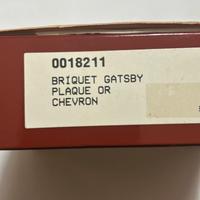 0018211
BRIQUET GATSBY
PLAQUE OR
CHEVRON